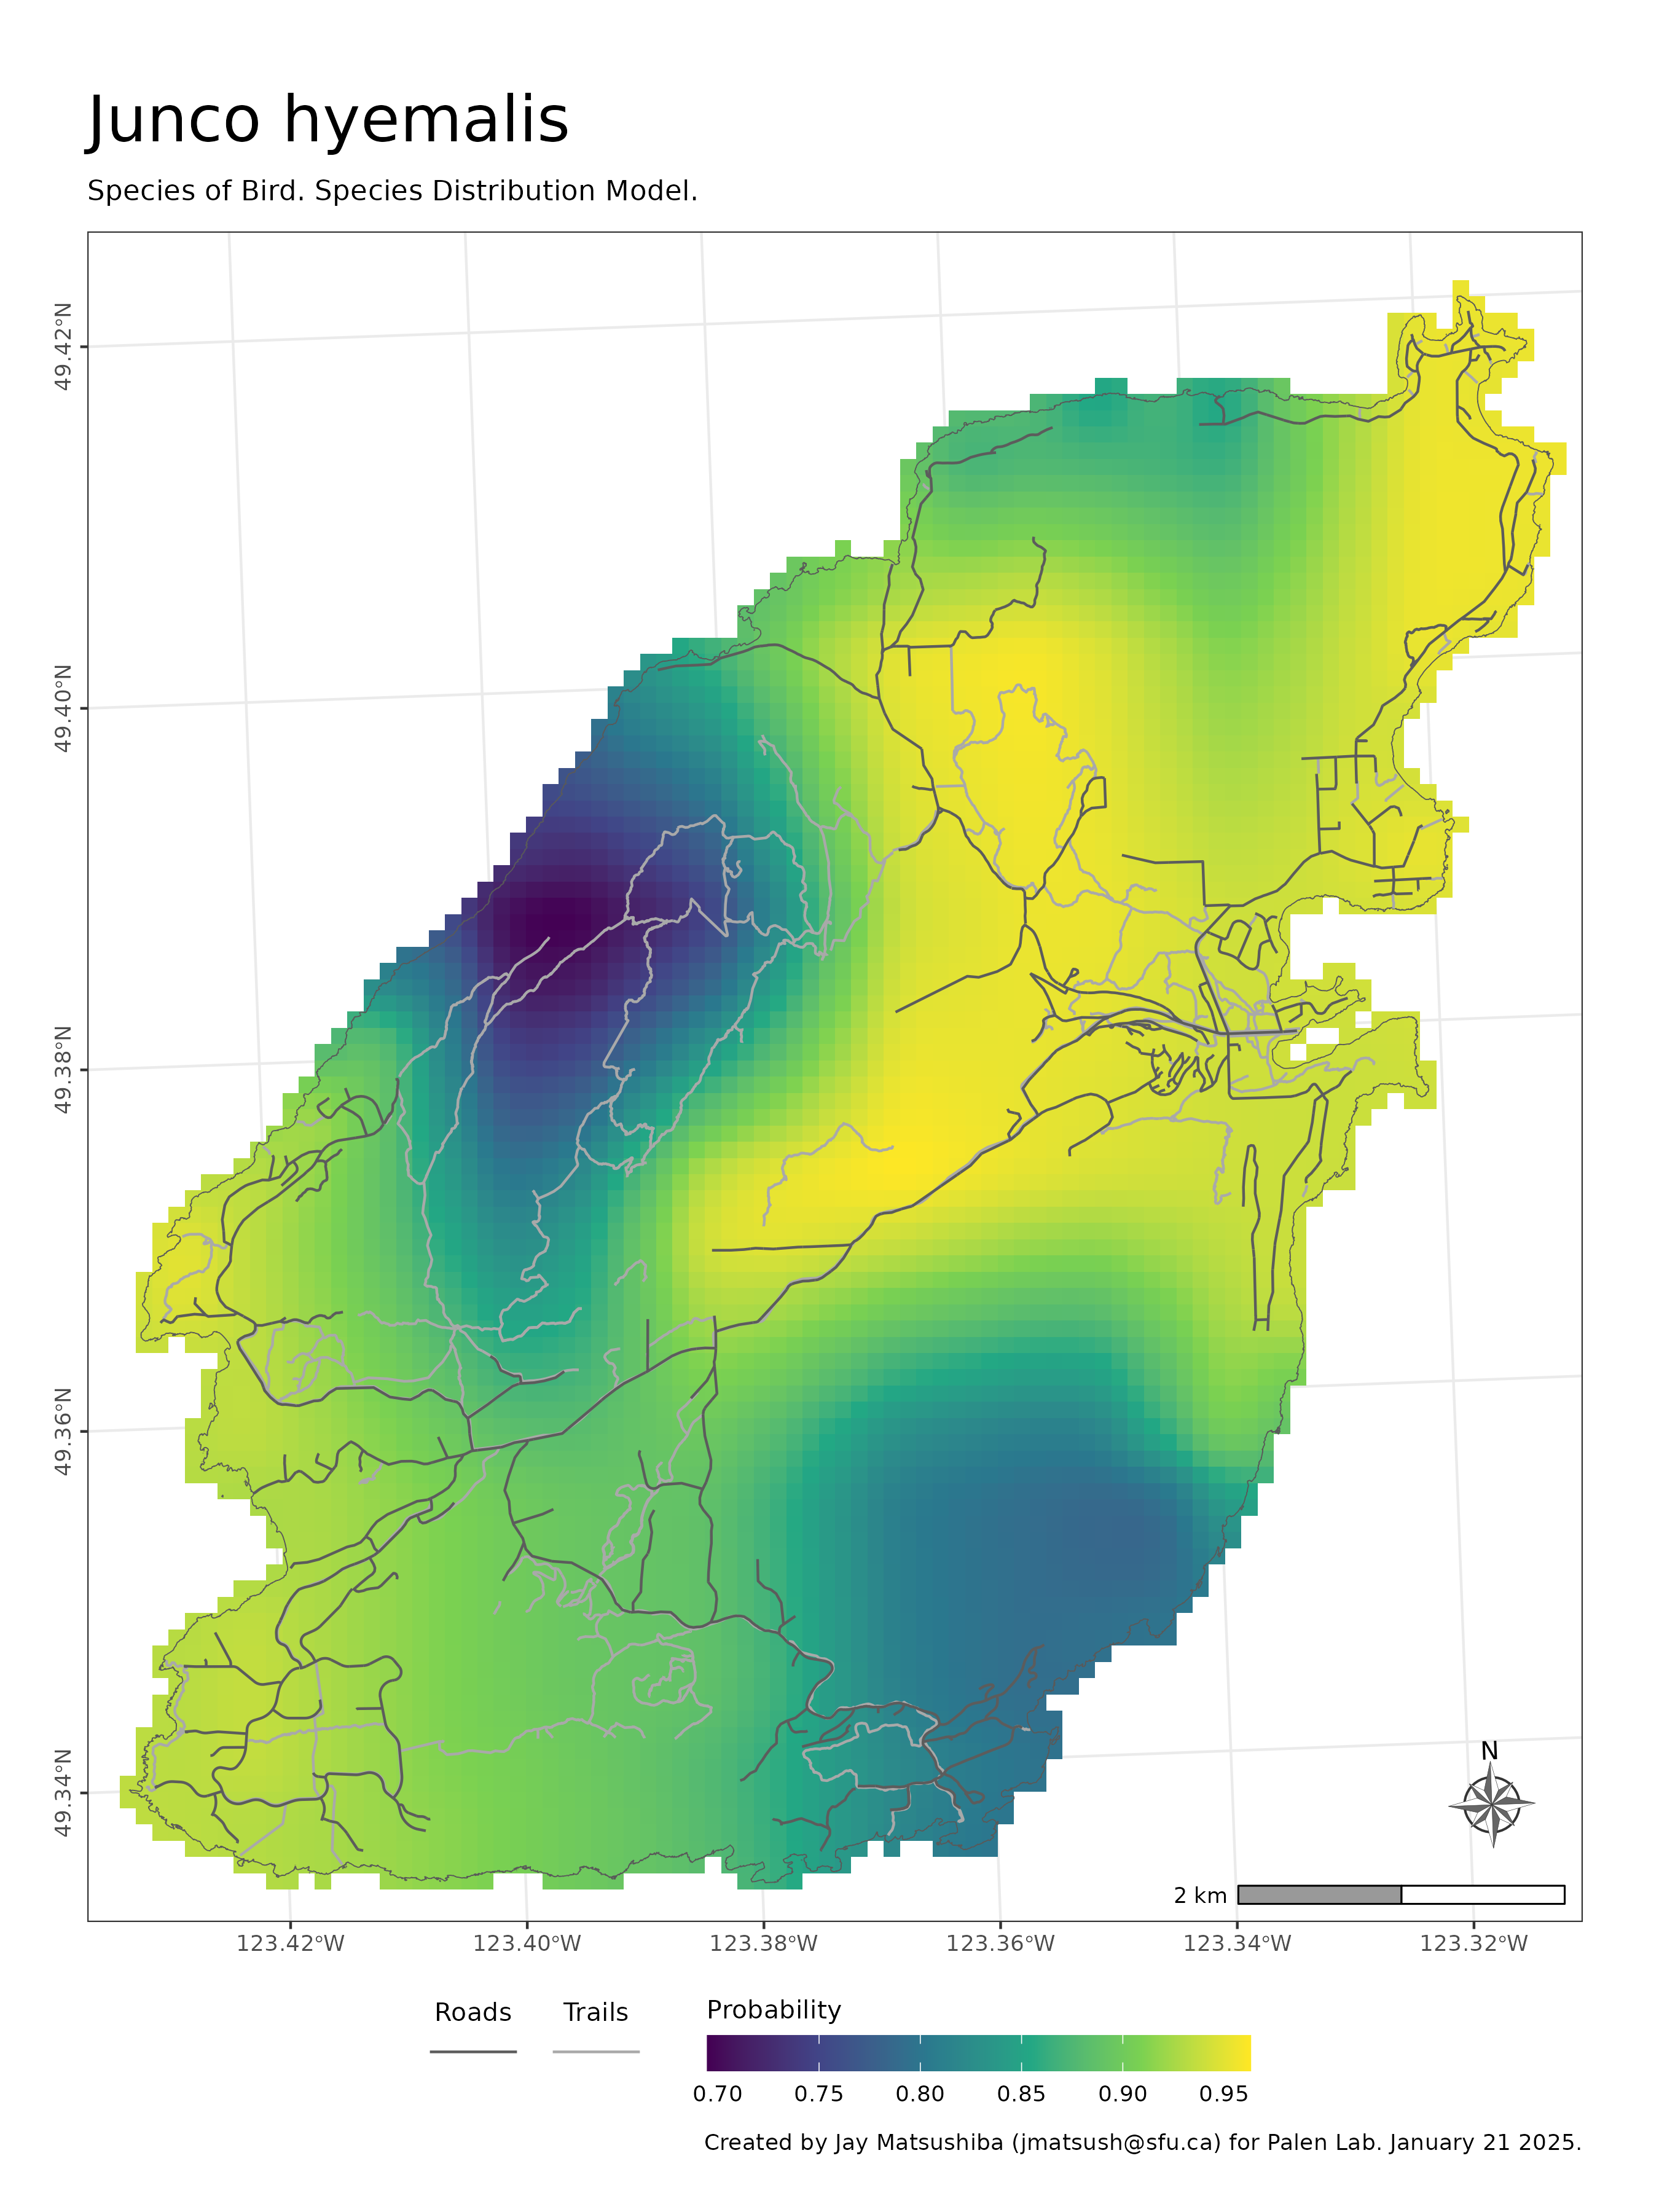 Junco hyemalis
Species of Bird. Species Distribution Model.
49.42°N
49.40°N
49.38°N
49.36°N
49.34°N
N
2 km
123.42°W 123.40°W 123.38°W 123.36°W 123.34°W 123.32°W
Roads Trails Probability
0.70 0.75 0.80 0.85 0.90 0.95
Created by Jay Matsushiba (jmatsush@sfu.ca) for Palen Lab. January 21 2025.